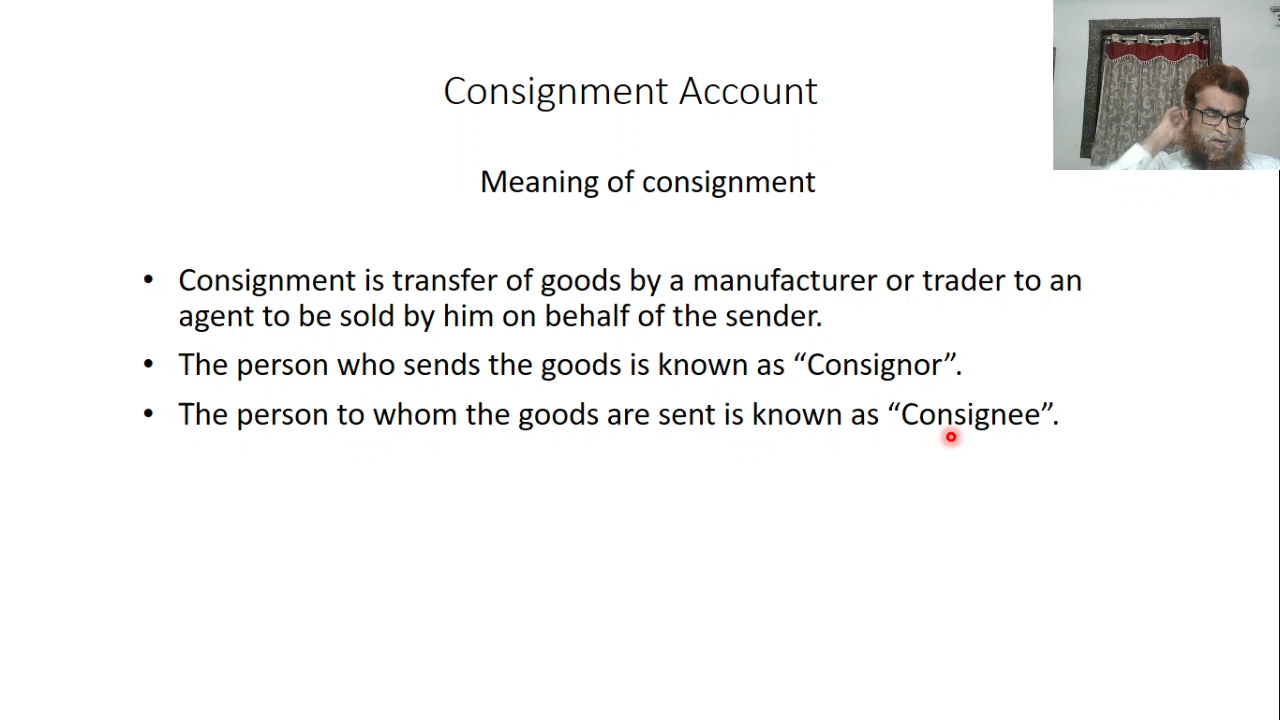 Consignment Account
Meaning of consignment
• Consignment is transfer of goods by a manufacturer or trader to an
agent to be sold by him on behalf of the sender.
• The person who sends the goods is known as “Consignor”.
• The person to whom the goods are sent is known as “Consignee”.